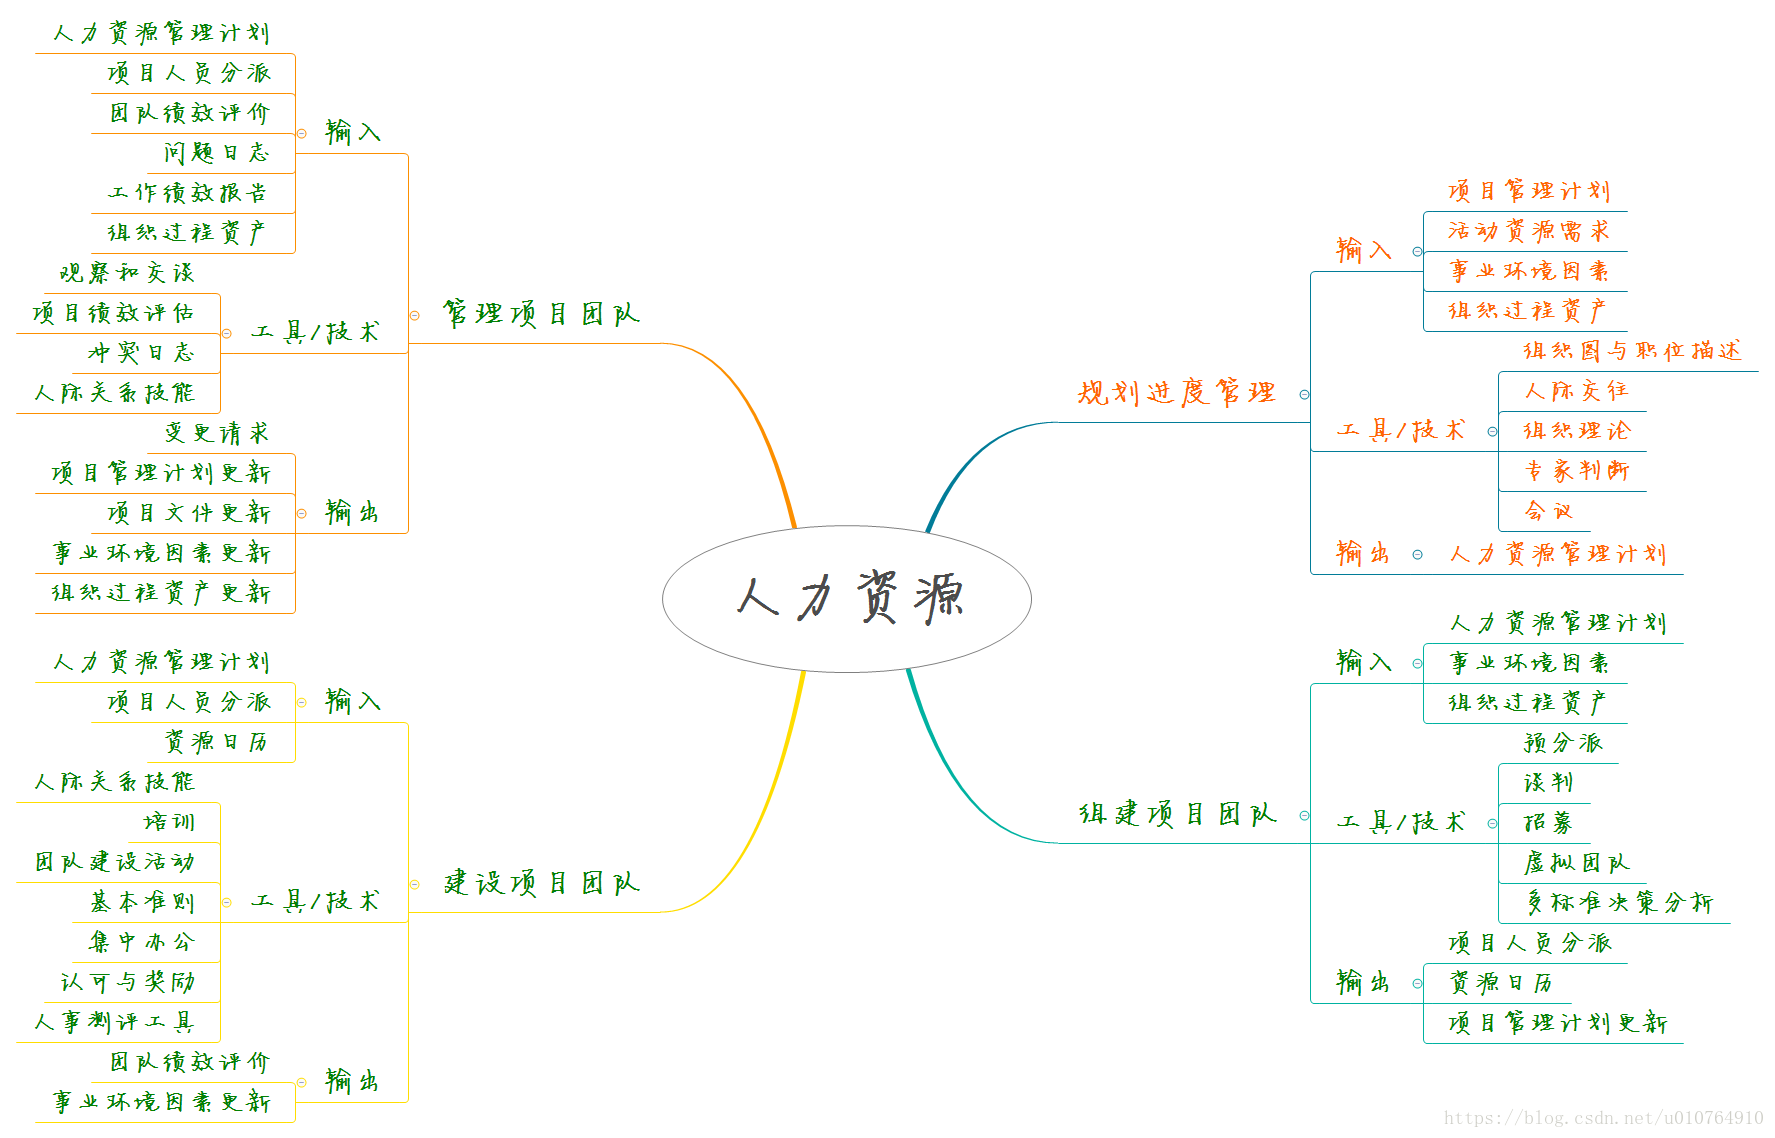 人力资源
规划进度管理
输入
项目管理计划
活动资源需求
事业环境因素
组织过程资产
工具/技术
组织图与职位描述
人际交往
组织理论
专家判断
会议
输出
人力资源管理计划
组建项目团队
输入
人力资源管理计划
事业环境因素
组织过程资产
工具/技术
预分派
谈判
招募
虚拟团队
多标准决策分析
输出
项目人员分派
资源日历
项目管理计划更新
管理项目团队
输入
人力资源管理计划
项目人员分派
团队绩效评价
问题日志
工作绩效报告
组织过程资产
工具/技术
观察和交谈
项目绩效评估
冲突日志
人际关系技能
输出
变更请求
项目管理计划更新
项目文件更新
事业环境因素更新
组织过程资产更新
建设项目团队
输入
人力资源管理计划
项目人员分派
资源日历
工具/技术
人际关系技能
培训
团队建设活动
基本准则
集中办公
认可与奖励
人事测评工具
输出
团队绩效评价
事业环境因素更新
https://blog.csdn.net/u010764910